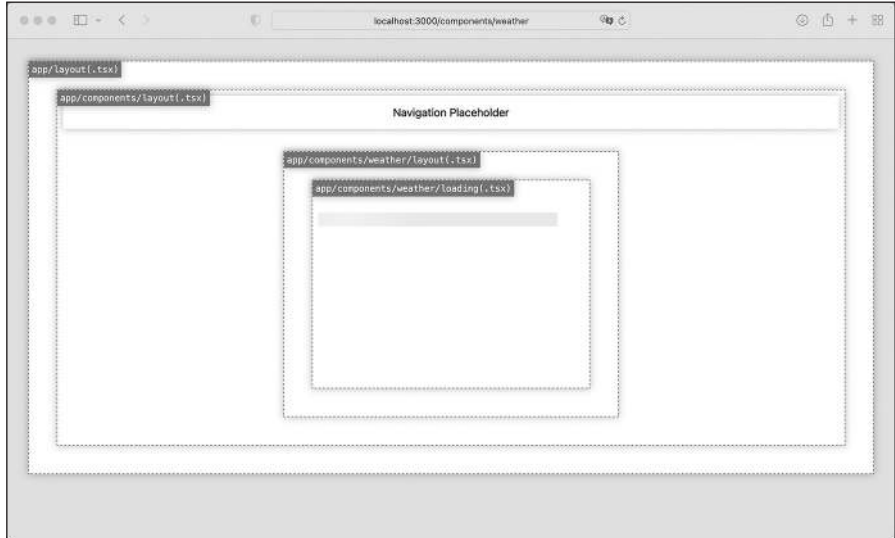 localhost:3000/components/weather
app/layout(.tsx)
app/components/layout(.tsx)
Navigation Placeholder
app/components/weather/layout(.tsx)
app/components/weather/loading(.tsx)